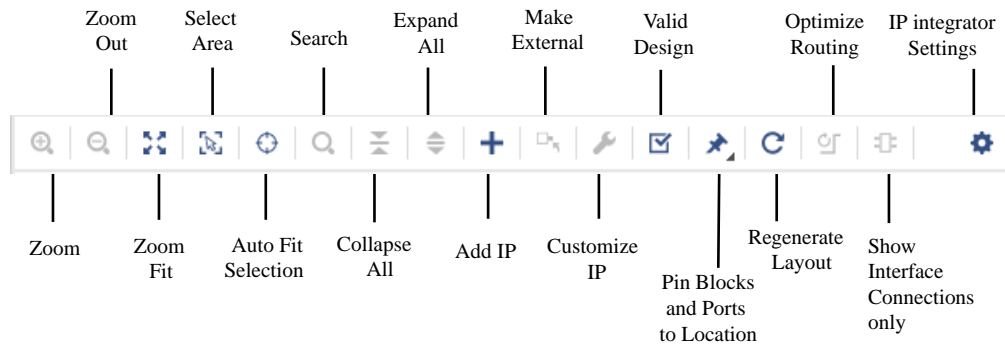 Zoom
Out
Select
Area
Search
Expand
All
Make
External
Valid
Design
Optimize
Routing
IP integrator
Settings
Zoom
Zoom
Fit
Auto Fit
Selection
Collapse
All
Add IP
Customize
IP
Pin Blocks
and Ports
to Location
Regenerate
Layout
Show
Interface
Connections
only